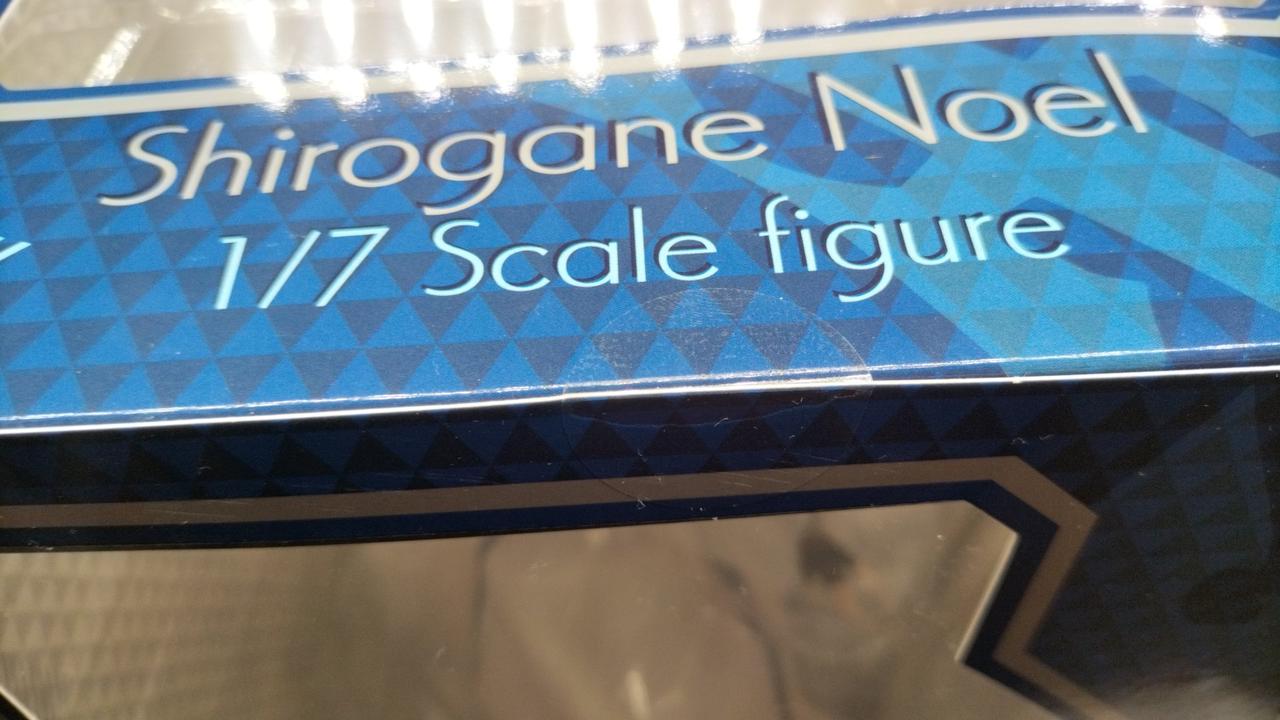 Shirogane Noel
1/7 Scale figure